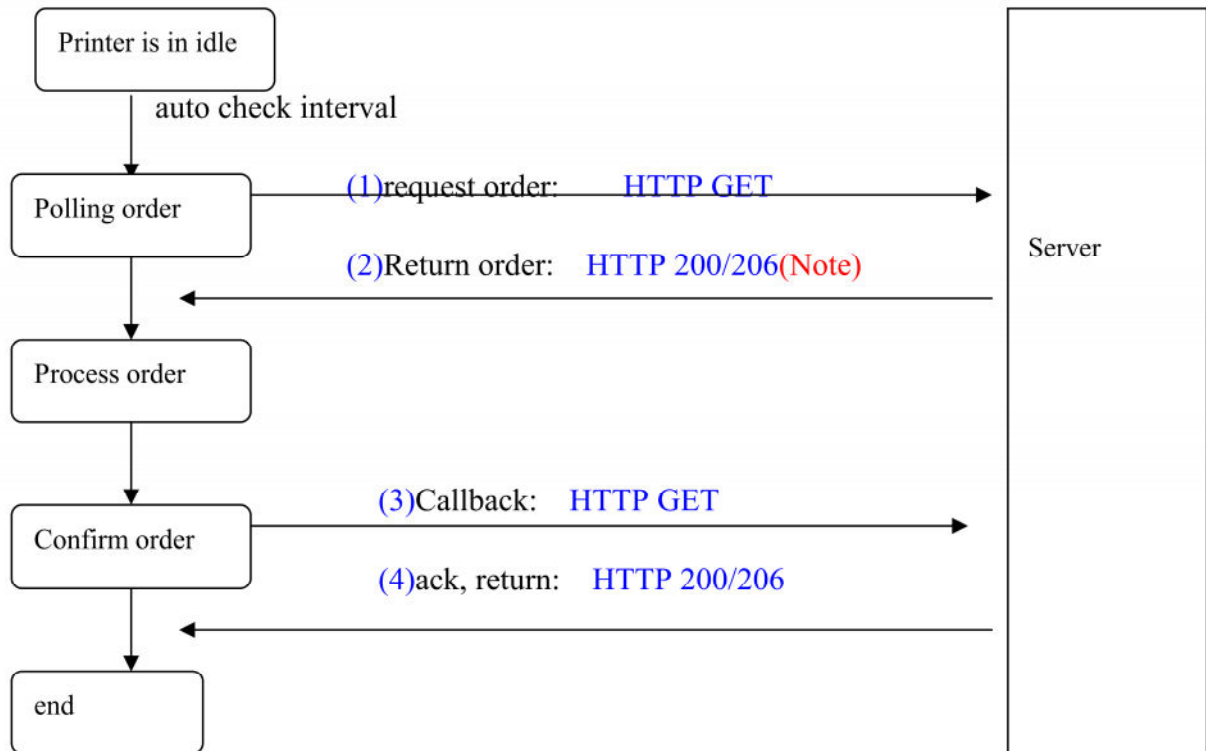 Printer is in idle
auto check interval
Polling order
(1)request order: HTTP GET
Server
(2)Return order: HTTP 200/206(Note)
Process order
(3)Callback: HTTP GET
Confirm order
(4)ack, return: HTTP 200/206
end